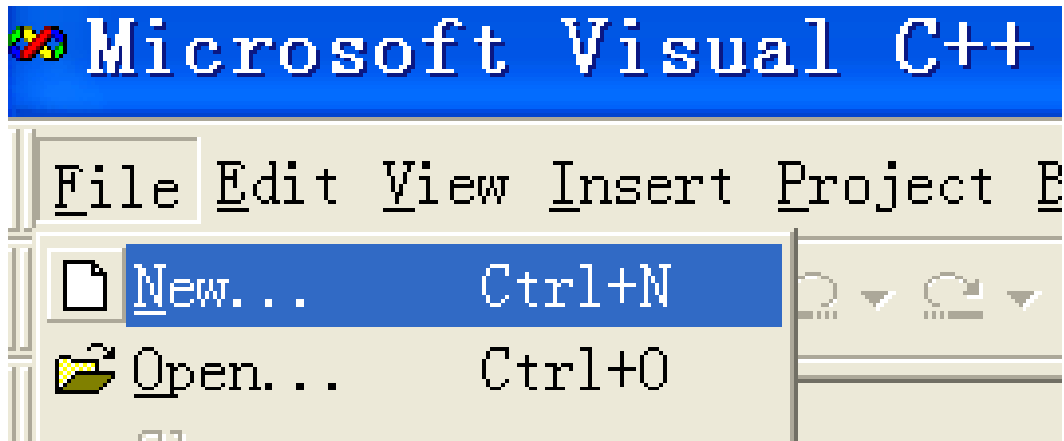 Microsoft Visual C++
File Edit View Insert Project
New... Ctrl+N
Open... Ctrl+O